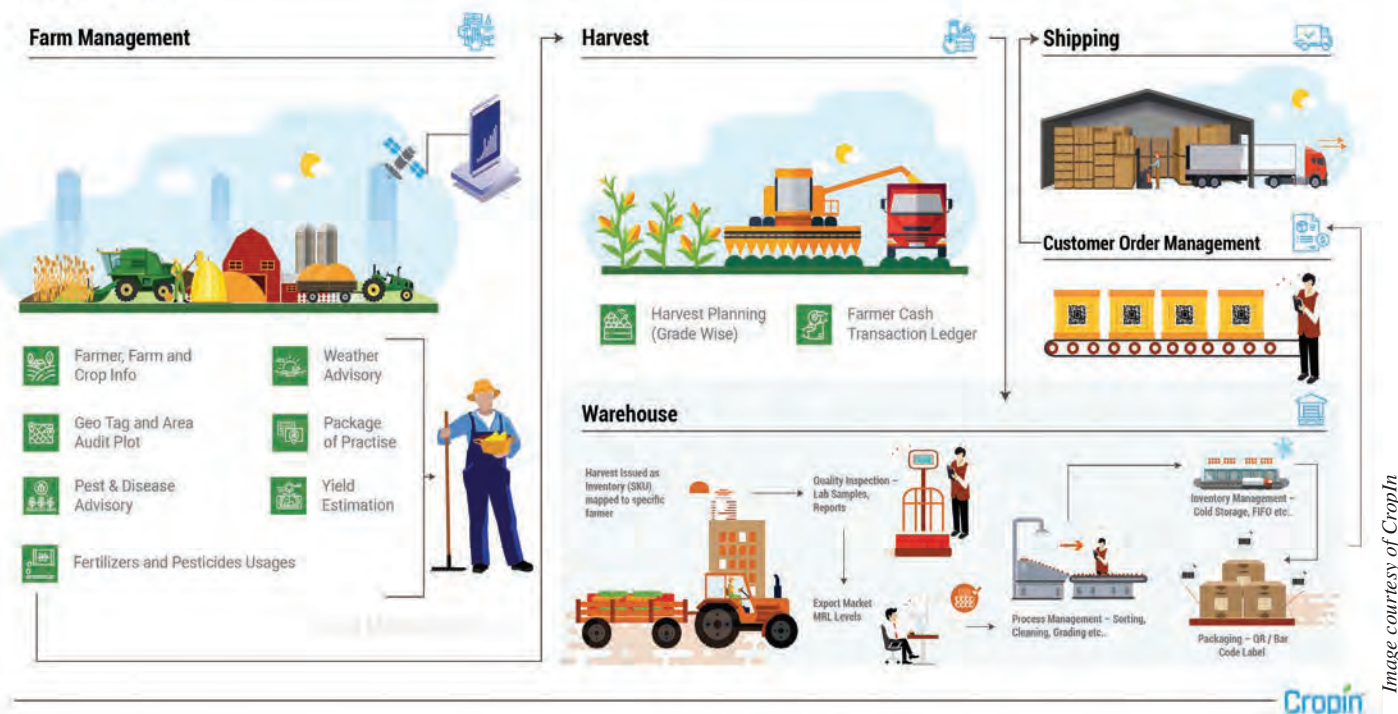 Farm Management
Farmer, Farm and
Crop Info
Weather
Advisory
Geo Tag and Area
Audit Plot
Package
of Practise
Pest & Disease
Advisory
Yield
Estimation
Fertilizers and Pesticides Usages
Harvest
Harvest Planning
(Grade Wise)
Farmer Cash
Transaction Ledger
Shipping
Customer Order Management
Warehouse
Harvest Issued as
Inventory (SKU)
mapped to specific
farmer
Quality Inspection –
Lab Samples,
Reports
Export Market
MRL Levels
Process Management – Sorting,
Cleaning, Grading etc..
Inventory Management –
Cold Storage, FIFO etc..
Packaging – QR / Bar
Code Label
Cropin
Image courtesy of CropIn